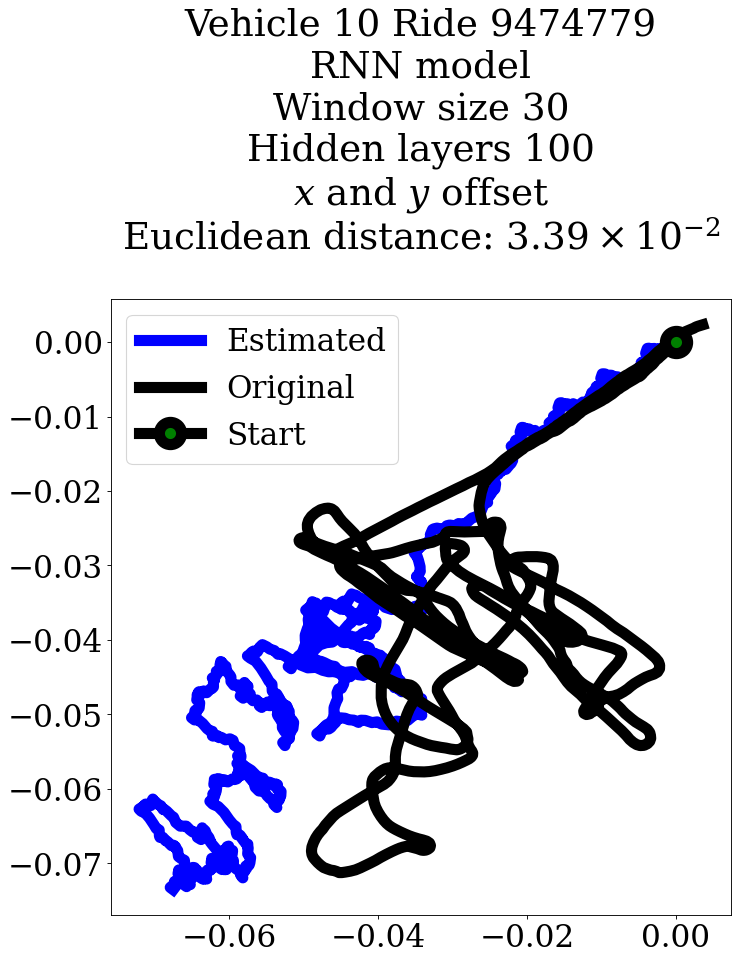 Vehicle 10 Ride 9474779
RNN model
Window size 30
Hidden layers 100
x and y offset
Euclidean distance: 3.39 × 10⁻²
Estimated
Original
Start
0.00
−0.01
−0.02
−0.03
−0.04
−0.05
−0.06
−0.07
−0.06 −0.04 −0.02 0.00